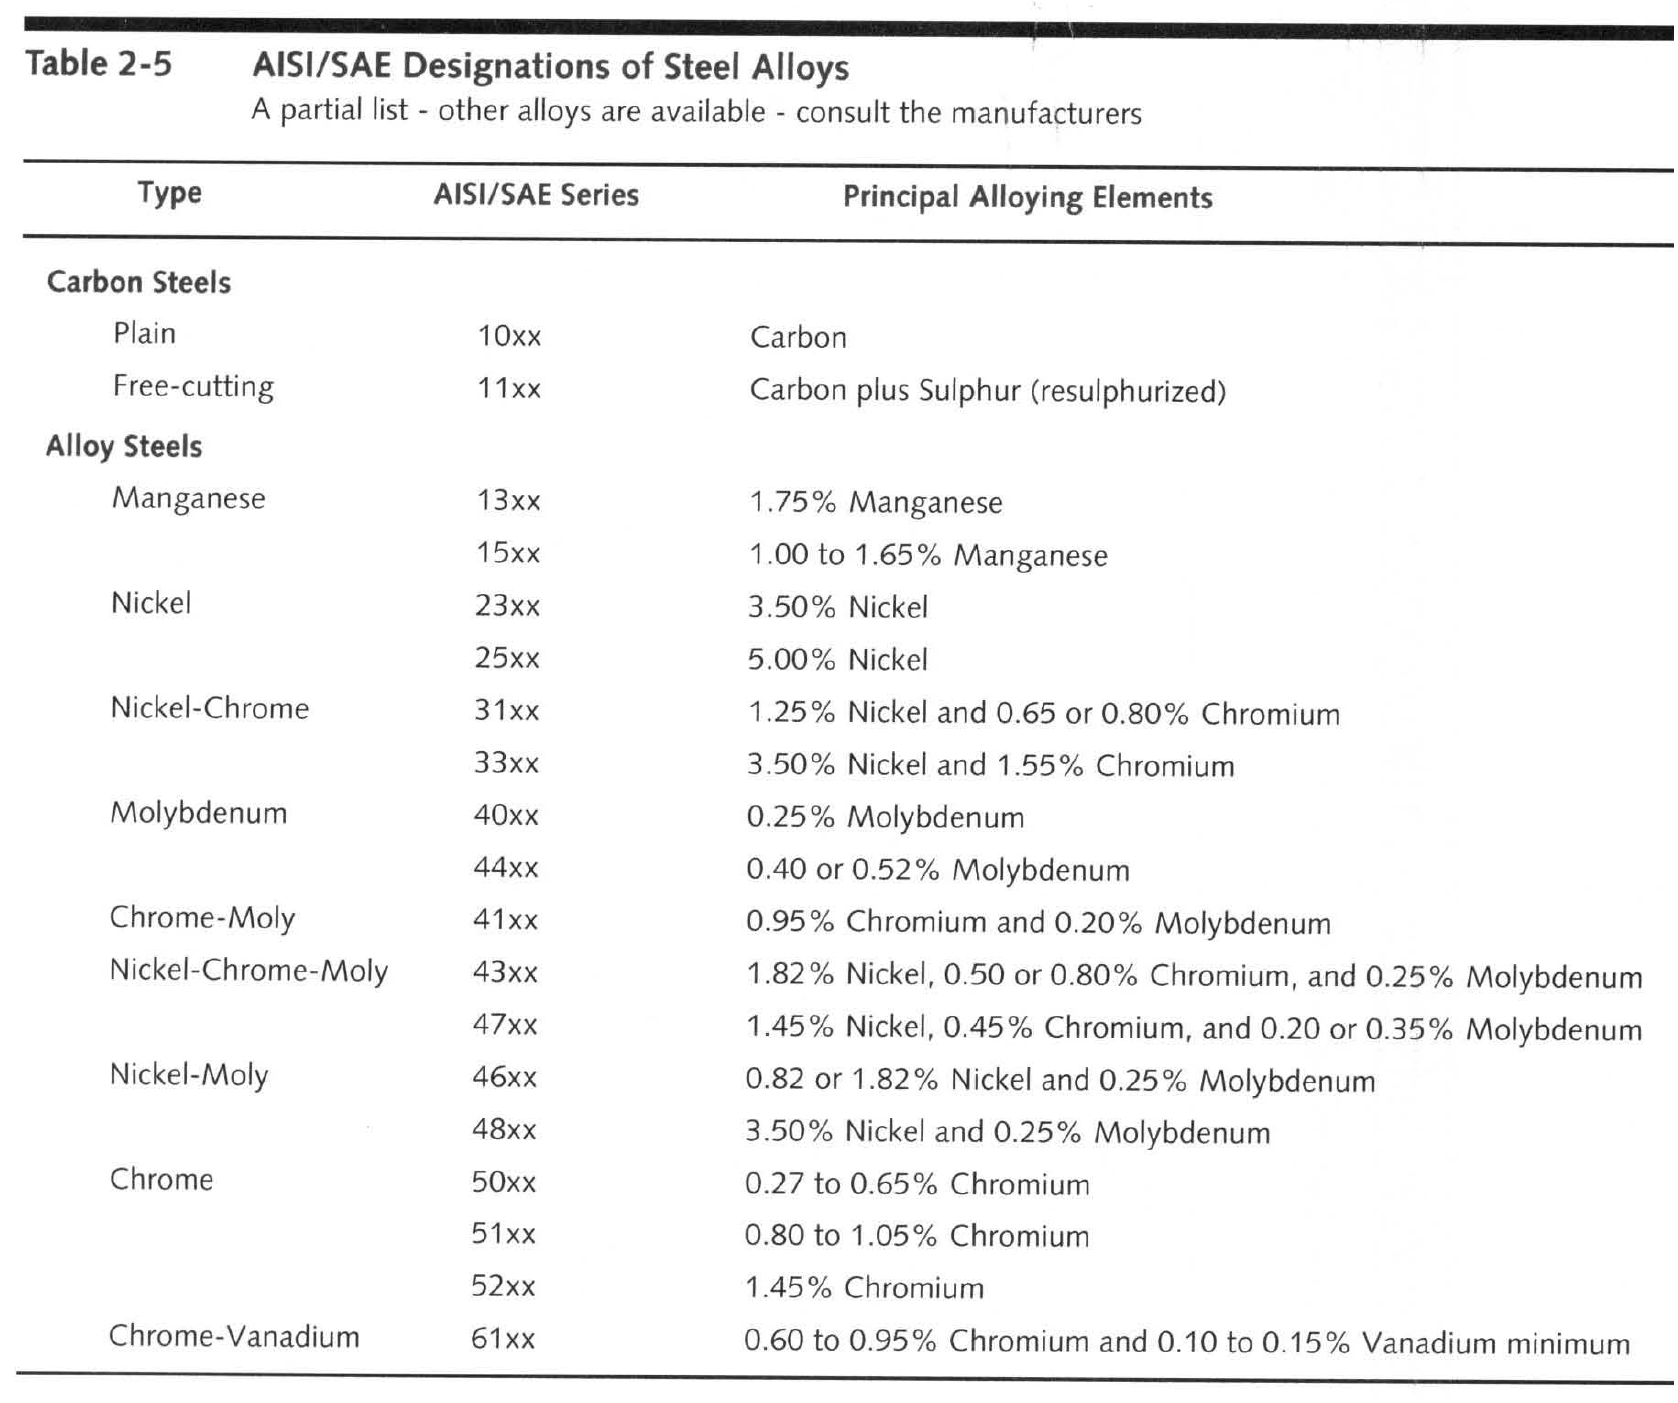 Table 2-5 AISI/SAE Designations of Steel Alloys
A partial list - other alloys are available - consult the manufacturers
Type AISI/SAE Series Principal Alloying Elements
Carbon Steels
Plain 10xx Carbon
Free-cutting 11xx Carbon plus Sulphur (resulphurized)
Alloy Steels
Manganese 13xx 1.75% Manganese
15xx 1.00 to 1.65% Manganese
Nickel 23xx 3.50% Nickel
25xx 5.00% Nickel
Nickel-Chrome 31xx 1.25% Nickel and 0.65 or 0.80% Chromium
33xx 3.50% Nickel and 1.55% Chromium
Molybdenum 40xx 0.25% Molybdenum
44xx 0.40 or 0.52% Molybdenum
Chrome-Moly 41xx 0.95% Chromium and 0.20% Molybdenum
Nickel-Chrome-Moly 43xx 1.82% Nickel, 0.50 or 0.80% Chromium, and 0.25% Molybdenum
47xx 1.45% Nickel, 0.45% Chromium, and 0.20 or 0.35% Molybdenum
Nickel-Moly 46xx 0.82 or 1.82% Nickel and 0.25% Molybdenum
48xx 3.50% Nickel and 0.25% Molybdenum
Chrome 50xx 0.27 to 0.65% Chromium
51xx 0.80 to 1.05% Chromium
52xx 1.45% Chromium
Chrome-Vanadium 61xx 0.60 to 0.95% Chromium and 0.10 to 0.15% Vanadium minimum